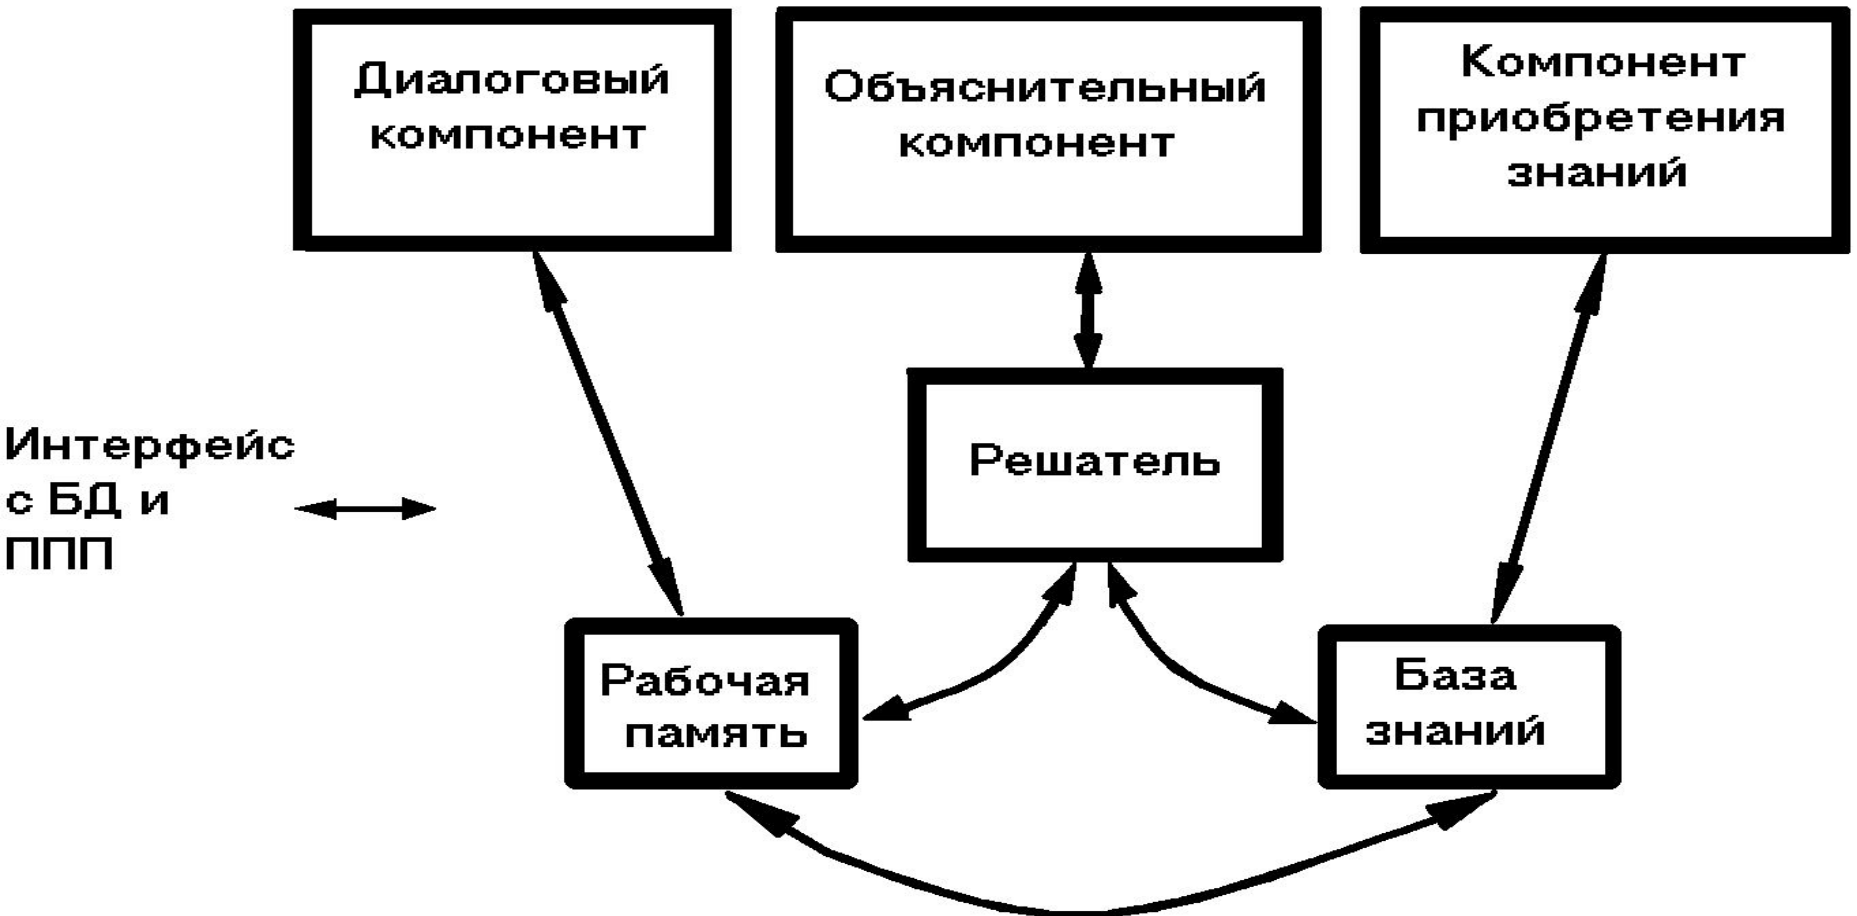 Диалоговый
компонент
Объяснительный
компонент
Компонент
приобретения
знаний
Интерфейс
с БД и
ППП
Решатель
Рабочая
память
База
знаний